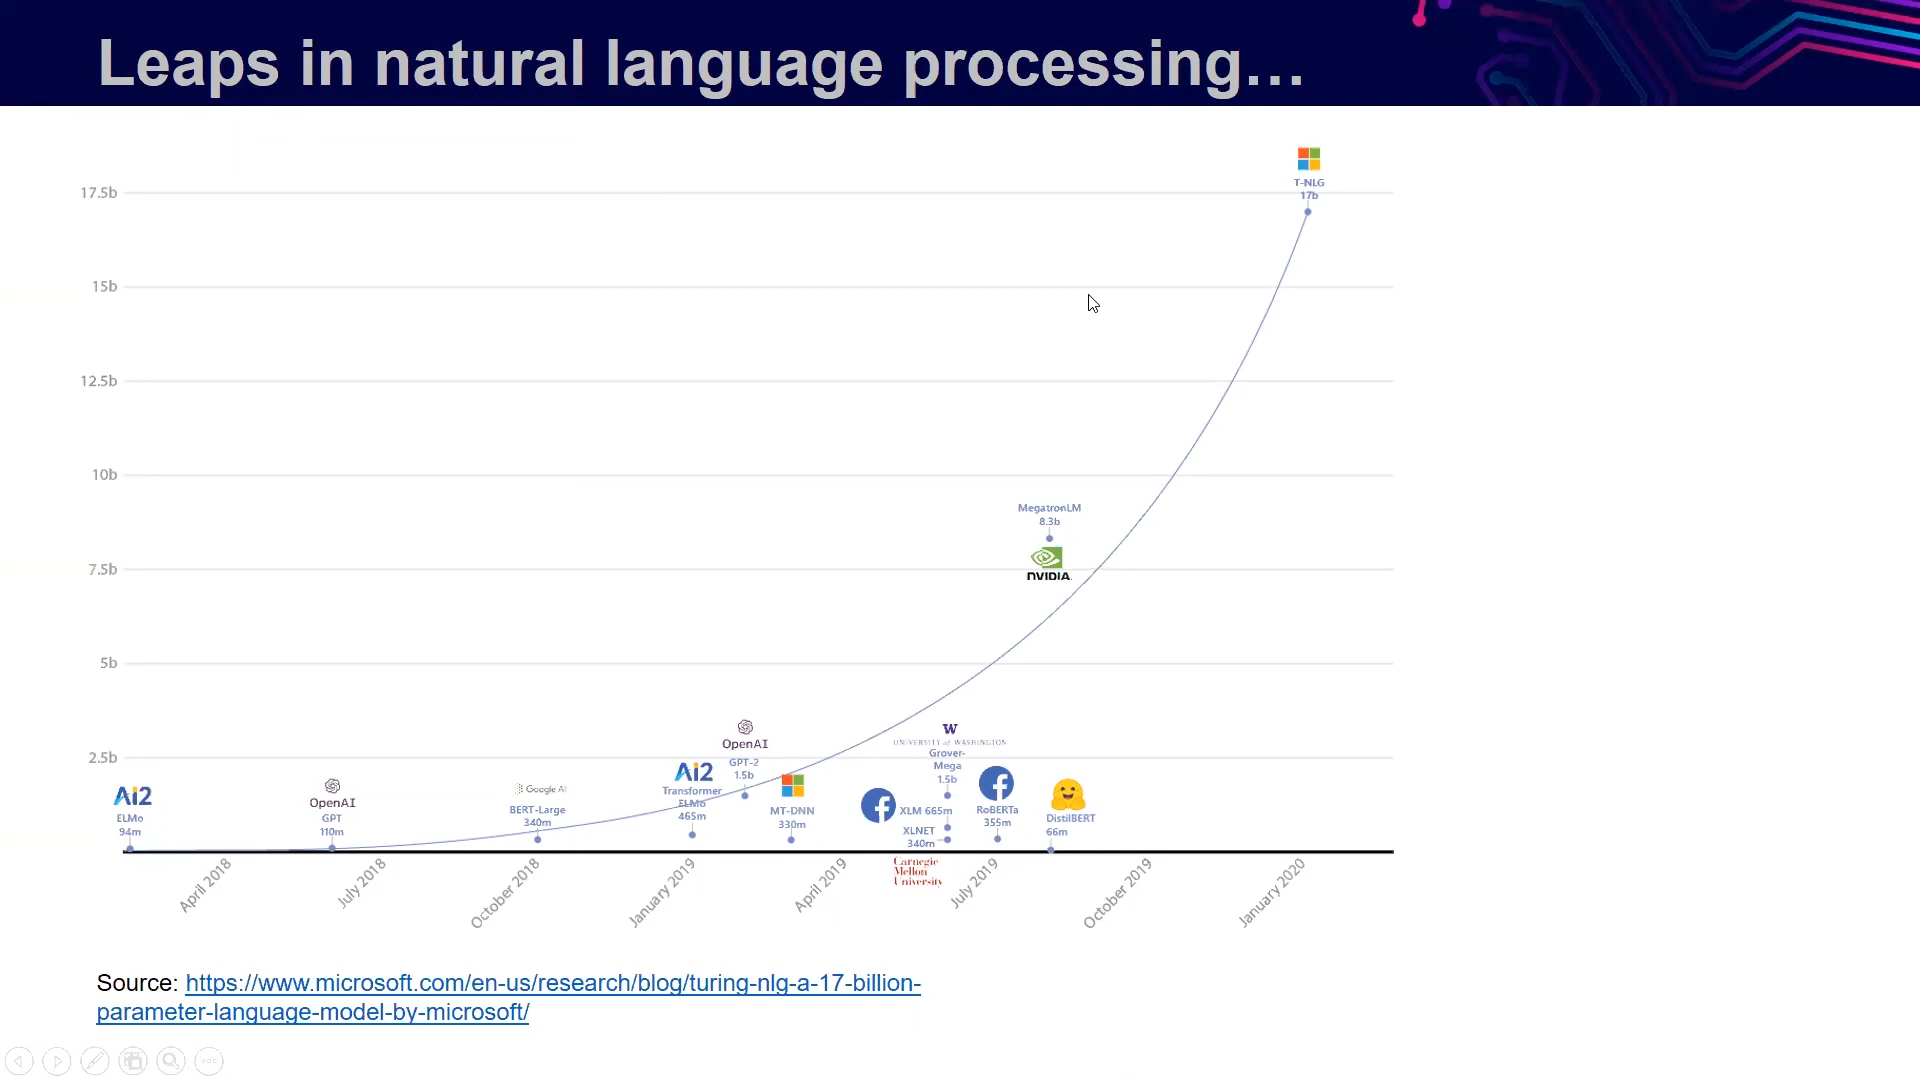 Leaps in natural language processing…
17.5b
15b
12.5b
10b
7.5b
5b
2.5b
T-NLG
17b
MegatronLM
8.3b
NVIDIA.
ELMo
94m
Ai2
OpenAI
GPT
110m
Google AI
BERT-Large
340m
Ai2
Transformer
ELMo
465m
OpenAI
GPT-2
1.5b
MT-DNN
330m
UNIVERSITY of WASHINGTON
Grover-
Mega
1.5b
XLM 665m
XLNET
340m
Carnegie
Mellon
University
RoBERTa
355m
DistilBERT
66m
April 2018
July 2018
October 2018
January 2019
April 2019
July 2019
October 2019
January 2020
Source: https://www.microsoft.com/en-us/research/blog/turing-nlg-a-17-billion-
parameter-language-model-by-microsoft/